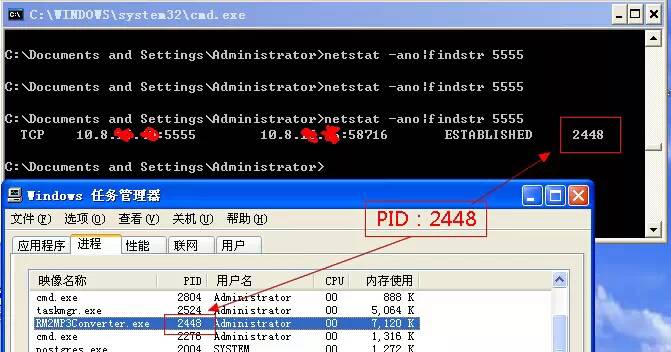 C:\WINDOWS\system32\cmd.exe
C:\Documents and Settings\Administrator>netstat -ano|findstr 5555
C:\Documents and Settings\Administrator>netstat -ano|findstr 5555
C:\Documents and Settings\Administrator>netstat -ano|findstr 5555
TCP 10.8. :5555 10.8. :58716 ESTABLISHED 2448
C:\Documents and Settings\Administrator>
Windows 任务管理器
PID：2448
文件(F) 选项(O) 查看(V) 关机(U) 帮助(H)
应用程序 进程 性能 联网 用户
映像名称 PID 用户名 CPU 内存使用
cmd.exe 2804 Administrator 00 888 K
taskmgr.exe 2524 Administrator 00 5,064 K
RM2MP3Converter.exe 2448 Administrator 00 7,120 K
cmd.exe 2276 Administrator 00 1,316 K
postgres.exe 2004 SYSTEM 00 1,272 K